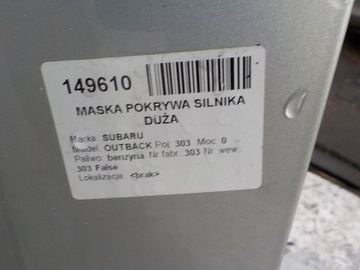 149610
MASKA POKRYWA SILNIKA
DUŻA
Marka: SUBARU
Model: OUTBACK Poj: 303 Moc: 0
Paliwo: benzyna Nr fabr: 303 Nr wew:
303 False
Lokalizacja: <brak>